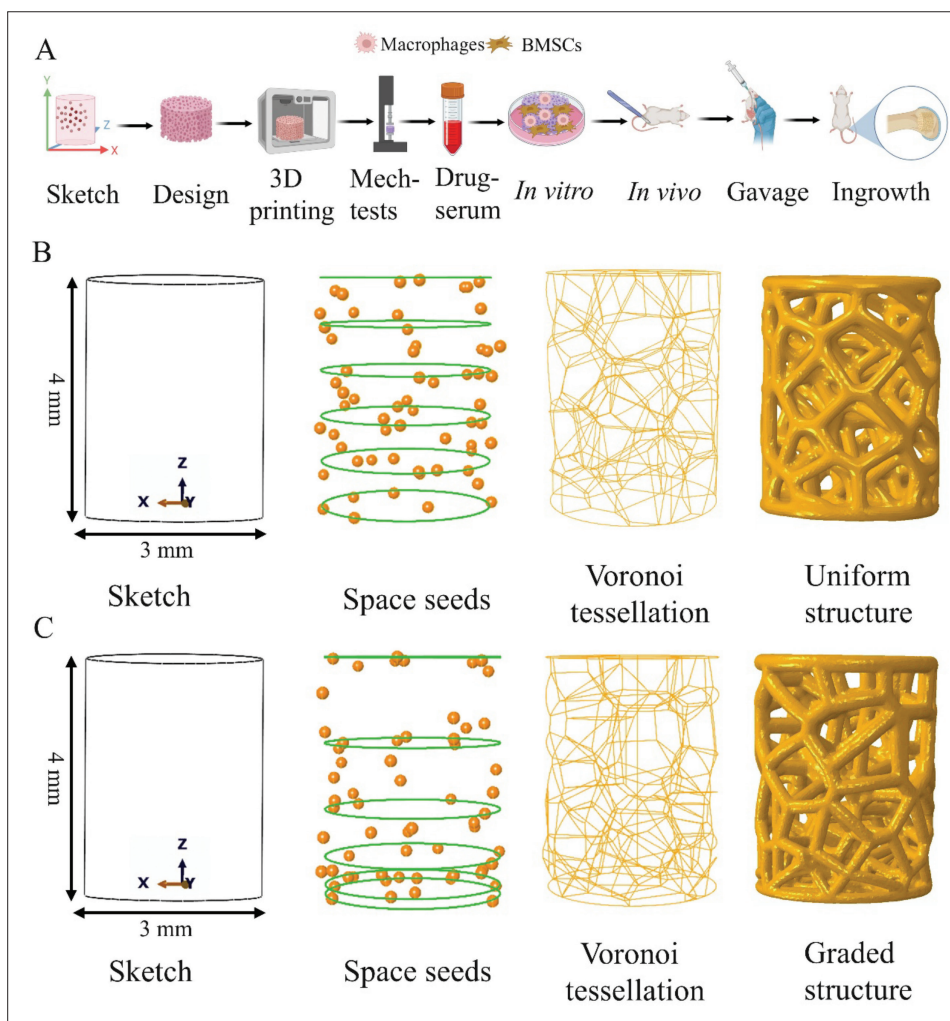 A
Macrophages BMSCs
Y
Z
X
Sketch Design 3D printing Mech-tests Drug-serum In vitro In vivo Gavage Ingrowth
B
4 mm
Z
X Y
3 mm
Sketch
Space seeds
Voronoi
tessellation
Uniform
structure
C
4 mm
Z
X Y
3 mm
Sketch
Space seeds
Voronoi
tessellation
Graded
structure